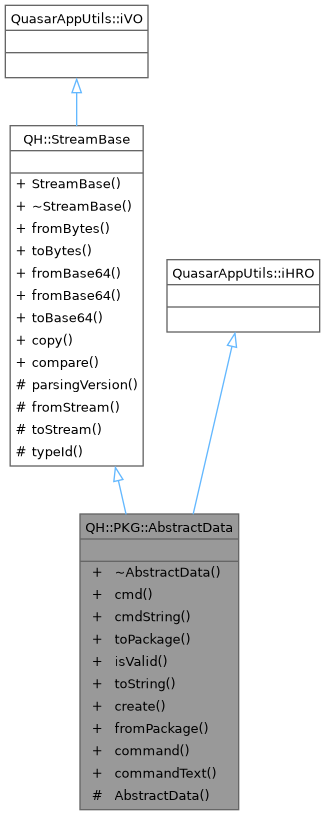 QuasarAppUtils::iVO
QH::StreamBase
+ StreamBase()
+ ~StreamBase()
+ fromBytes()
+ toBytes()
+ fromBase64()
+ fromBase64()
+ toBase64()
+ copy()
+ compare()
# parsingVersion()
# fromStream()
# toStream()
# typeId()
QuasarAppUtils::iHRO
QH::PKG::AbstractData
+ ~AbstractData()
+ cmd()
+ cmdString()
+ toPackage()
+ isValid()
+ toString()
+ create()
+ fromPackage()
+ command()
+ commandText()
# AbstractData()